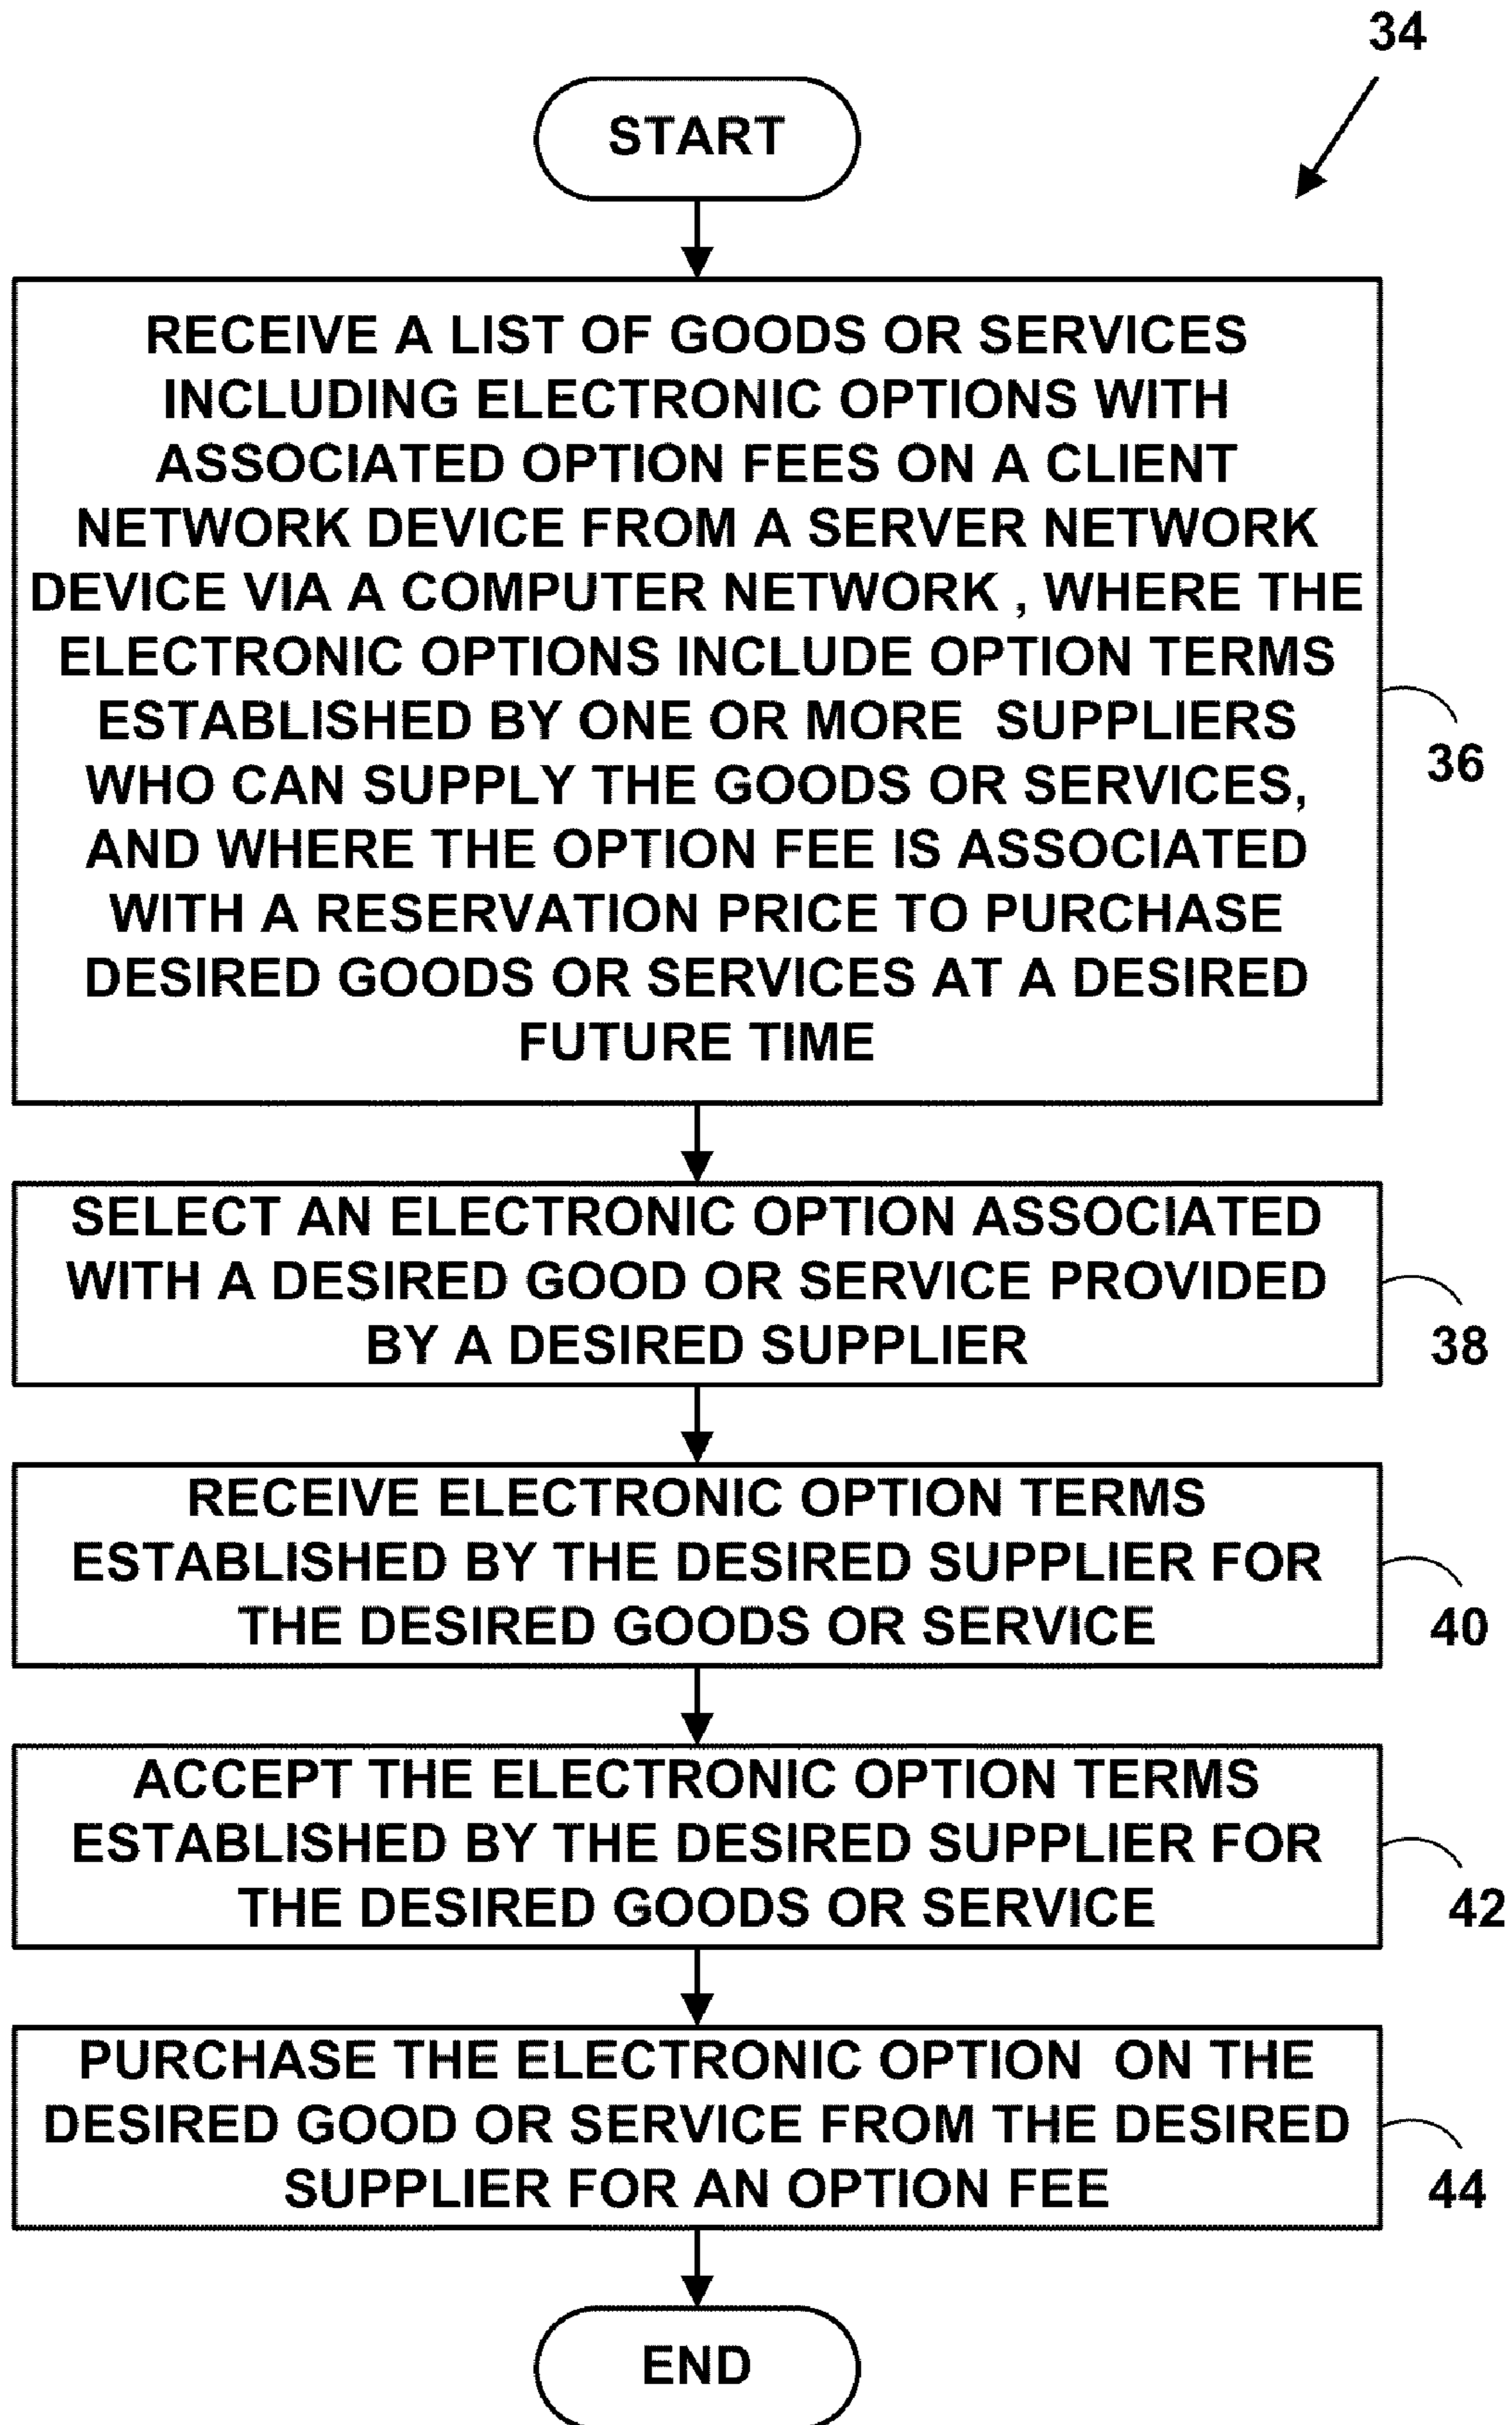 34
START
RECEIVE A LIST OF GOODS OR SERVICES
INCLUDING ELECTRONIC OPTIONS WITH
ASSOCIATED OPTION FEES ON A CLIENT
NETWORK DEVICE FROM A SERVER NETWORK
DEVICE VIA A COMPUTER NETWORK , WHERE THE
ELECTRONIC OPTIONS INCLUDE OPTION TERMS
ESTABLISHED BY ONE OR MORE SUPPLIERS
WHO CAN SUPPLY THE GOODS OR SERVICES,
AND WHERE THE OPTION FEE IS ASSOCIATED
WITH A RESERVATION PRICE TO PURCHASE
DESIRED GOODS OR SERVICES AT A DESIRED
FUTURE TIME
36
SELECT AN ELECTRONIC OPTION ASSOCIATED
WITH A DESIRED GOOD OR SERVICE PROVIDED
BY A DESIRED SUPPLIER
38
RECEIVE ELECTRONIC OPTION TERMS
ESTABLISHED BY THE DESIRED SUPPLIER FOR
THE DESIRED GOODS OR SERVICE
40
ACCEPT THE ELECTRONIC OPTION TERMS
ESTABLISHED BY THE DESIRED SUPPLIER FOR
THE DESIRED GOODS OR SERVICE
42
PURCHASE THE ELECTRONIC OPTION ON THE
DESIRED GOOD OR SERVICE FROM THE DESIRED
SUPPLIER FOR AN OPTION FEE
44
END